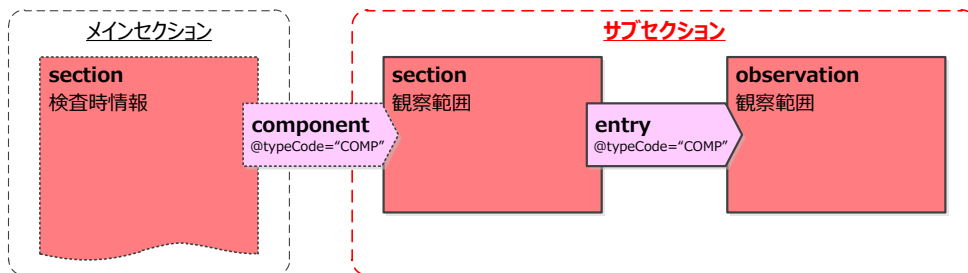 メインセクション
サブセクション
section
検査時情報
component
@typeCode=“COMP”
section
観察範囲
entry
@typeCode=“COMP”
observation
観察範囲